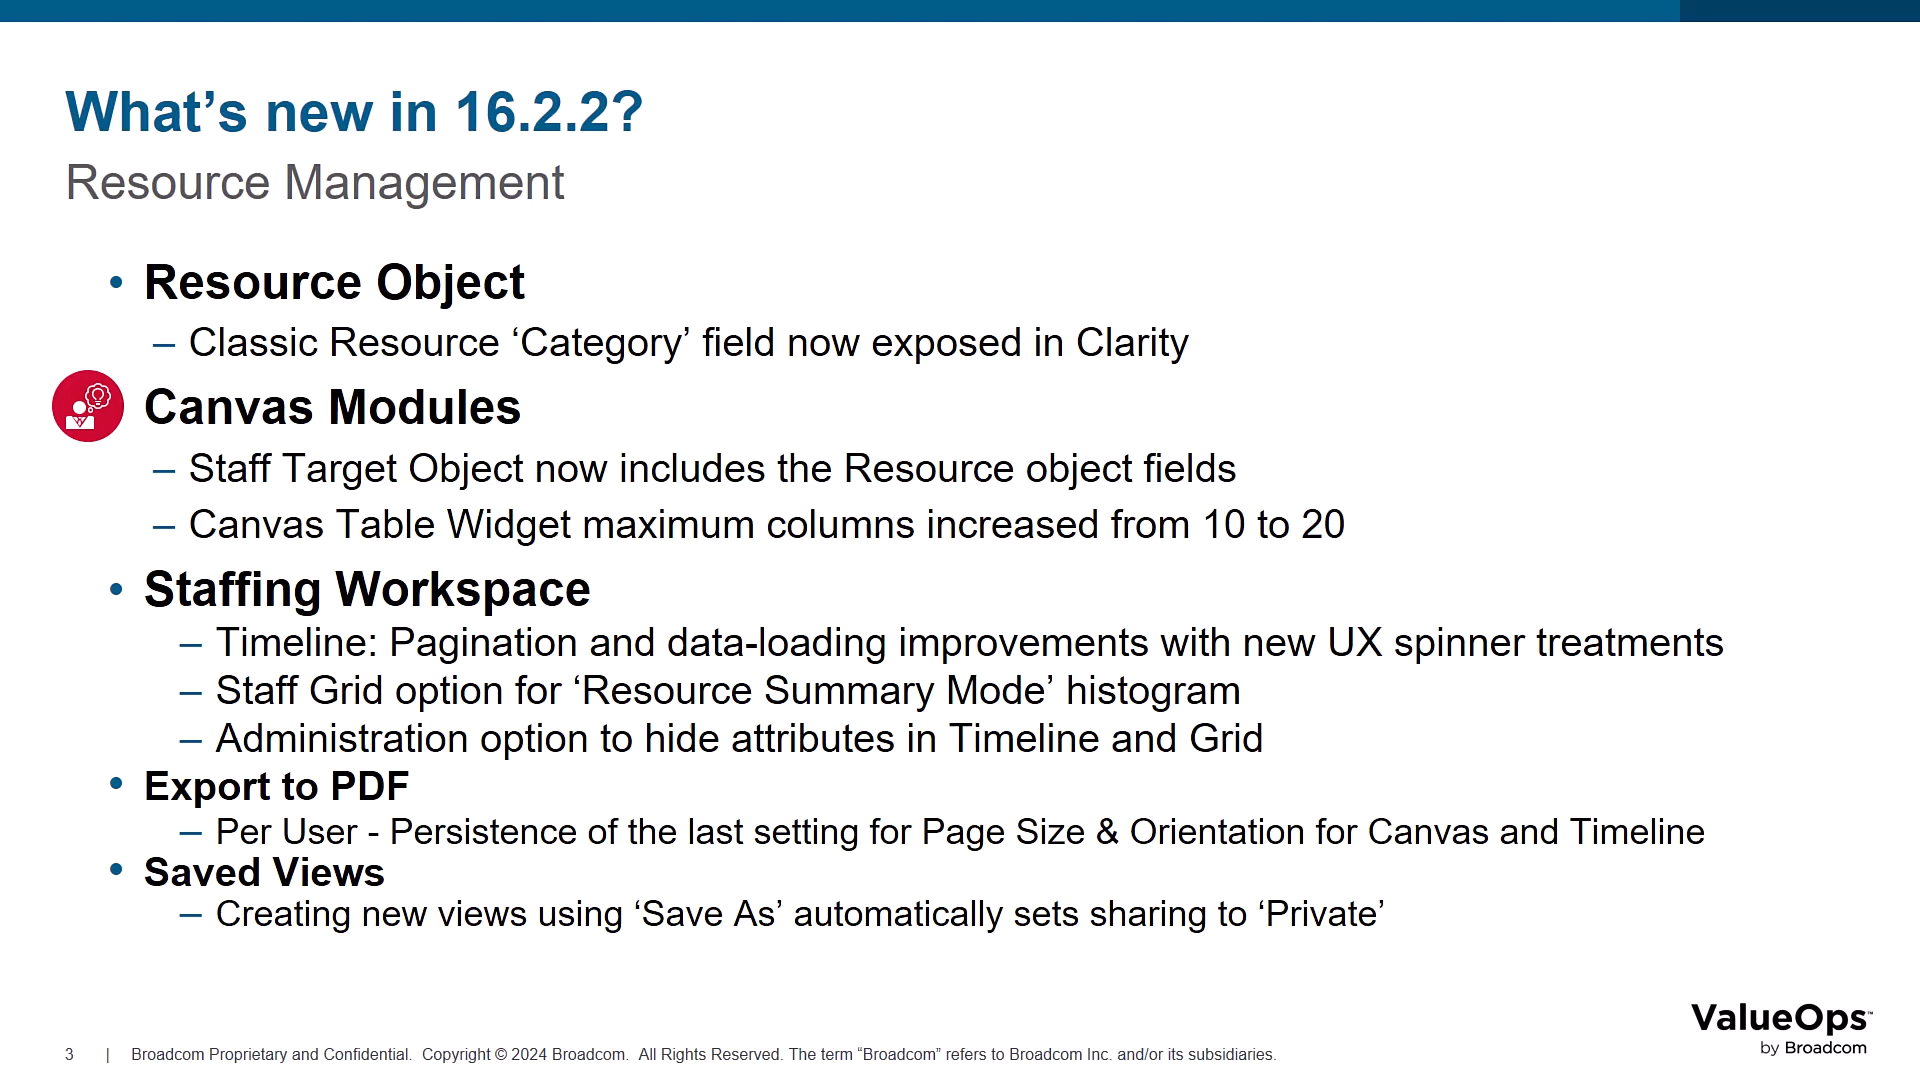 What’s new in 16.2.2?
Resource Management
• Resource Object
– Classic Resource ‘Category’ field now exposed in Clarity
Canvas Modules
– Staff Target Object now includes the Resource object fields
– Canvas Table Widget maximum columns increased from 10 to 20
• Staffing Workspace
– Timeline: Pagination and data-loading improvements with new UX spinner treatments
– Staff Grid option for ‘Resource Summary Mode’ histogram
– Administration option to hide attributes in Timeline and Grid
• Export to PDF
– Per User - Persistence of the last setting for Page Size & Orientation for Canvas and Timeline
• Saved Views
– Creating new views using ‘Save As’ automatically sets sharing to ‘Private’
ValueOps™
by Broadcom
3 | Broadcom Proprietary and Confidential. Copyright © 2024 Broadcom. All Rights Reserved. The term “Broadcom” refers to Broadcom Inc. and/or its subsidiaries.